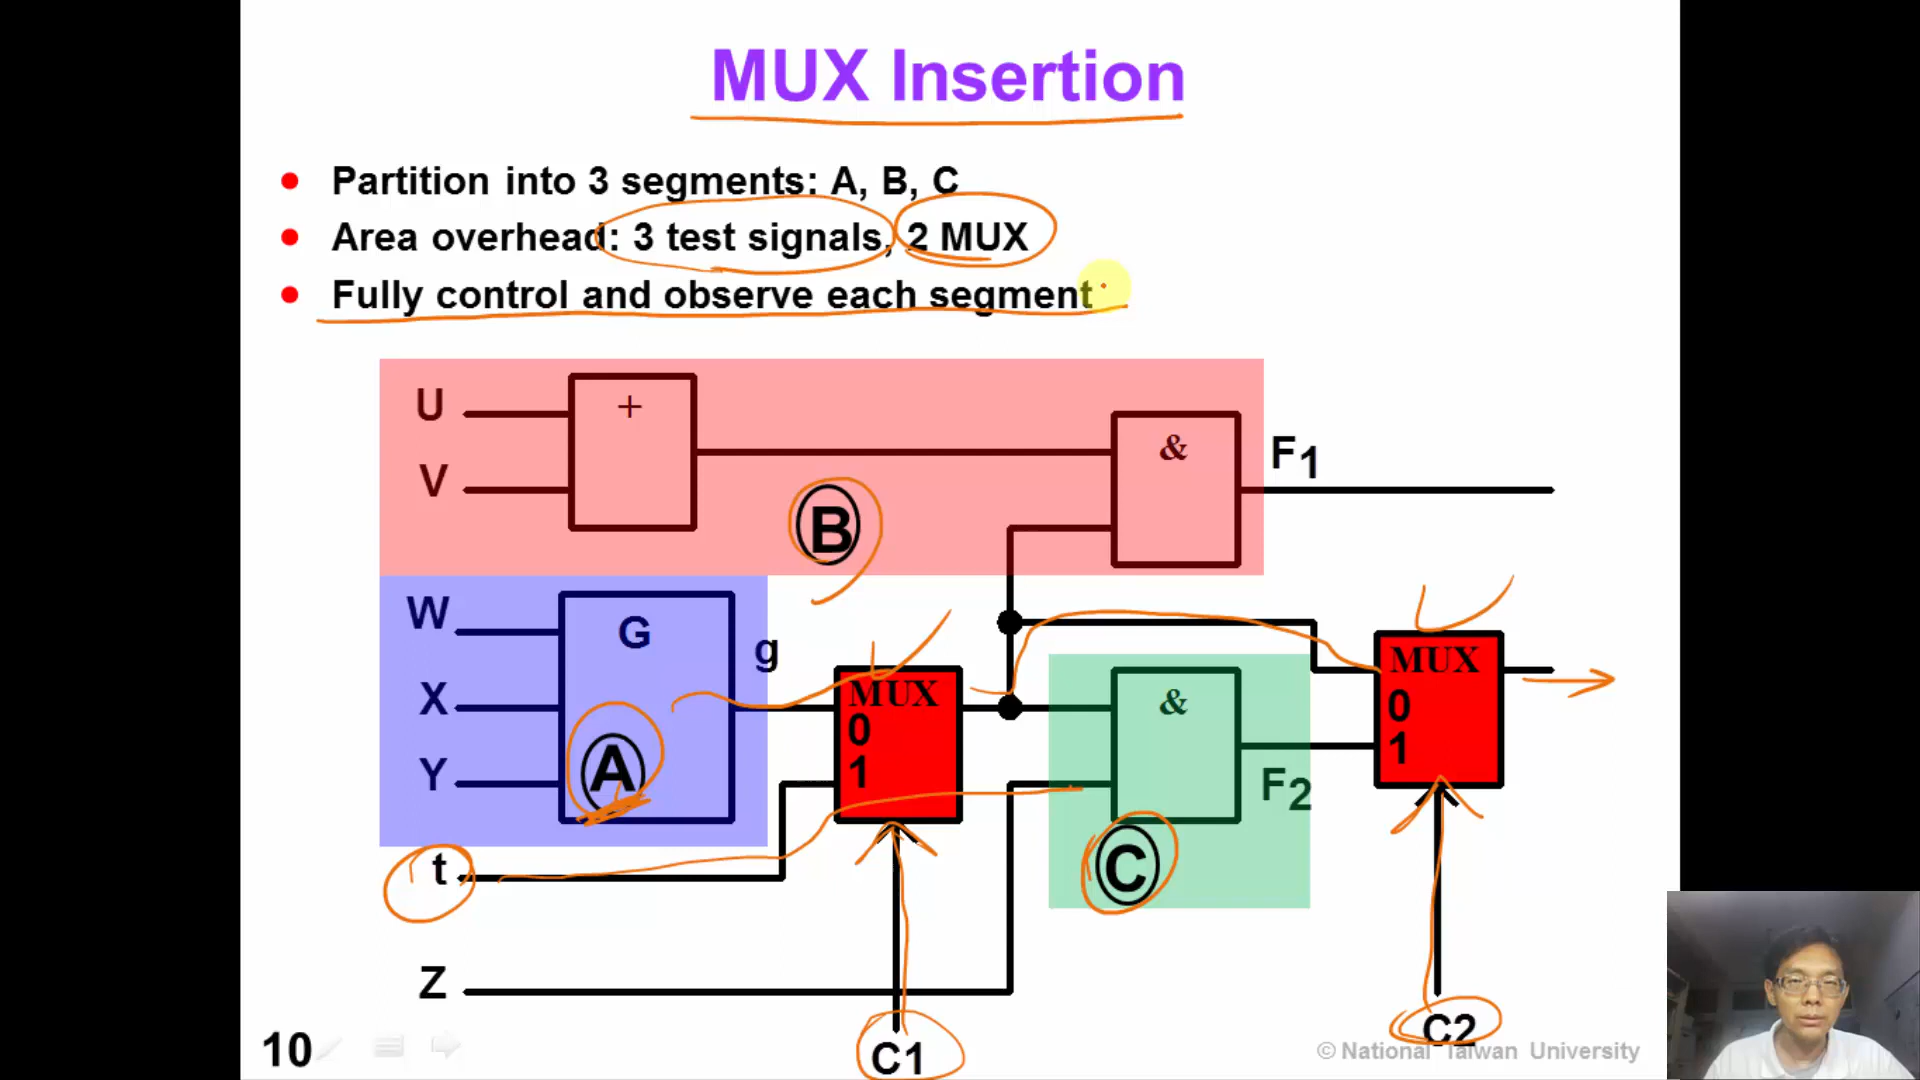 MUX Insertion
Partition into 3 segments: A, B, C
Area overhead: 3 test signals, 2 MUX
Fully control and observe each segment
U
+
V
&
F1
B
W
G
g
X
Y
A
MUX
0
1
&
C
F2
MUX
0
1
t
Z
C1
C2
10
© National Taiwan University